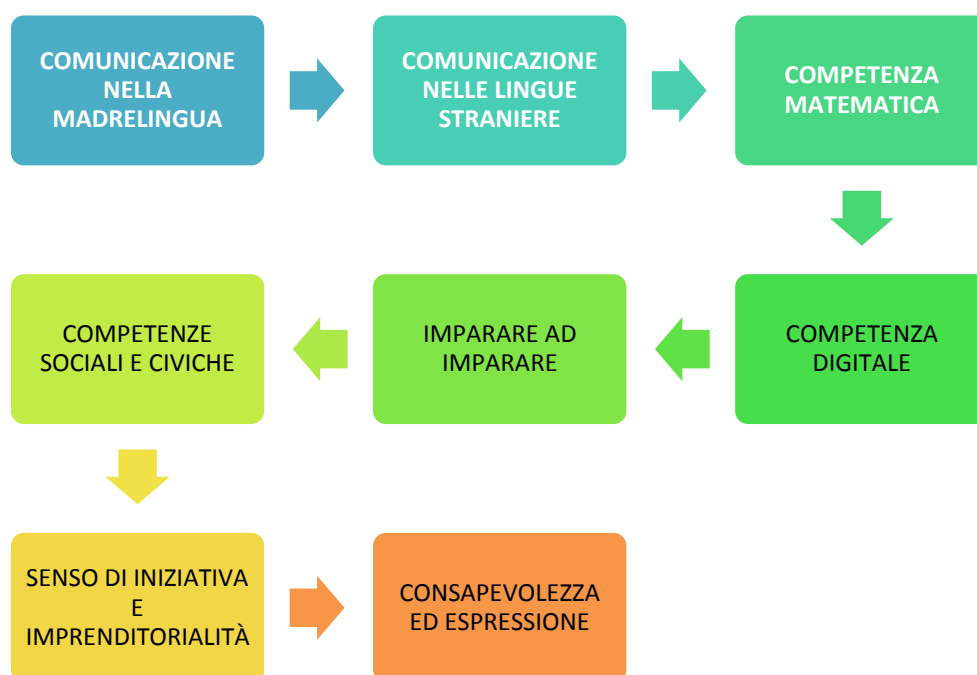 COMUNICAZIONE
NELLA
MADRELINGUA
COMUNICAZIONE
NELLE LINGUE
STRANIERE
COMPETENZA
MATEMATICA
COMPETENZA
DIGITALE
IMPARARE AD
IMPARARE
COMPETENZE
SOCIALI E CIVICHE
SENSO DI INIZIATIVA
E
IMPRENDITORIALITÀ
CONSAPEVOLEZZA
ED ESPRESSIONE